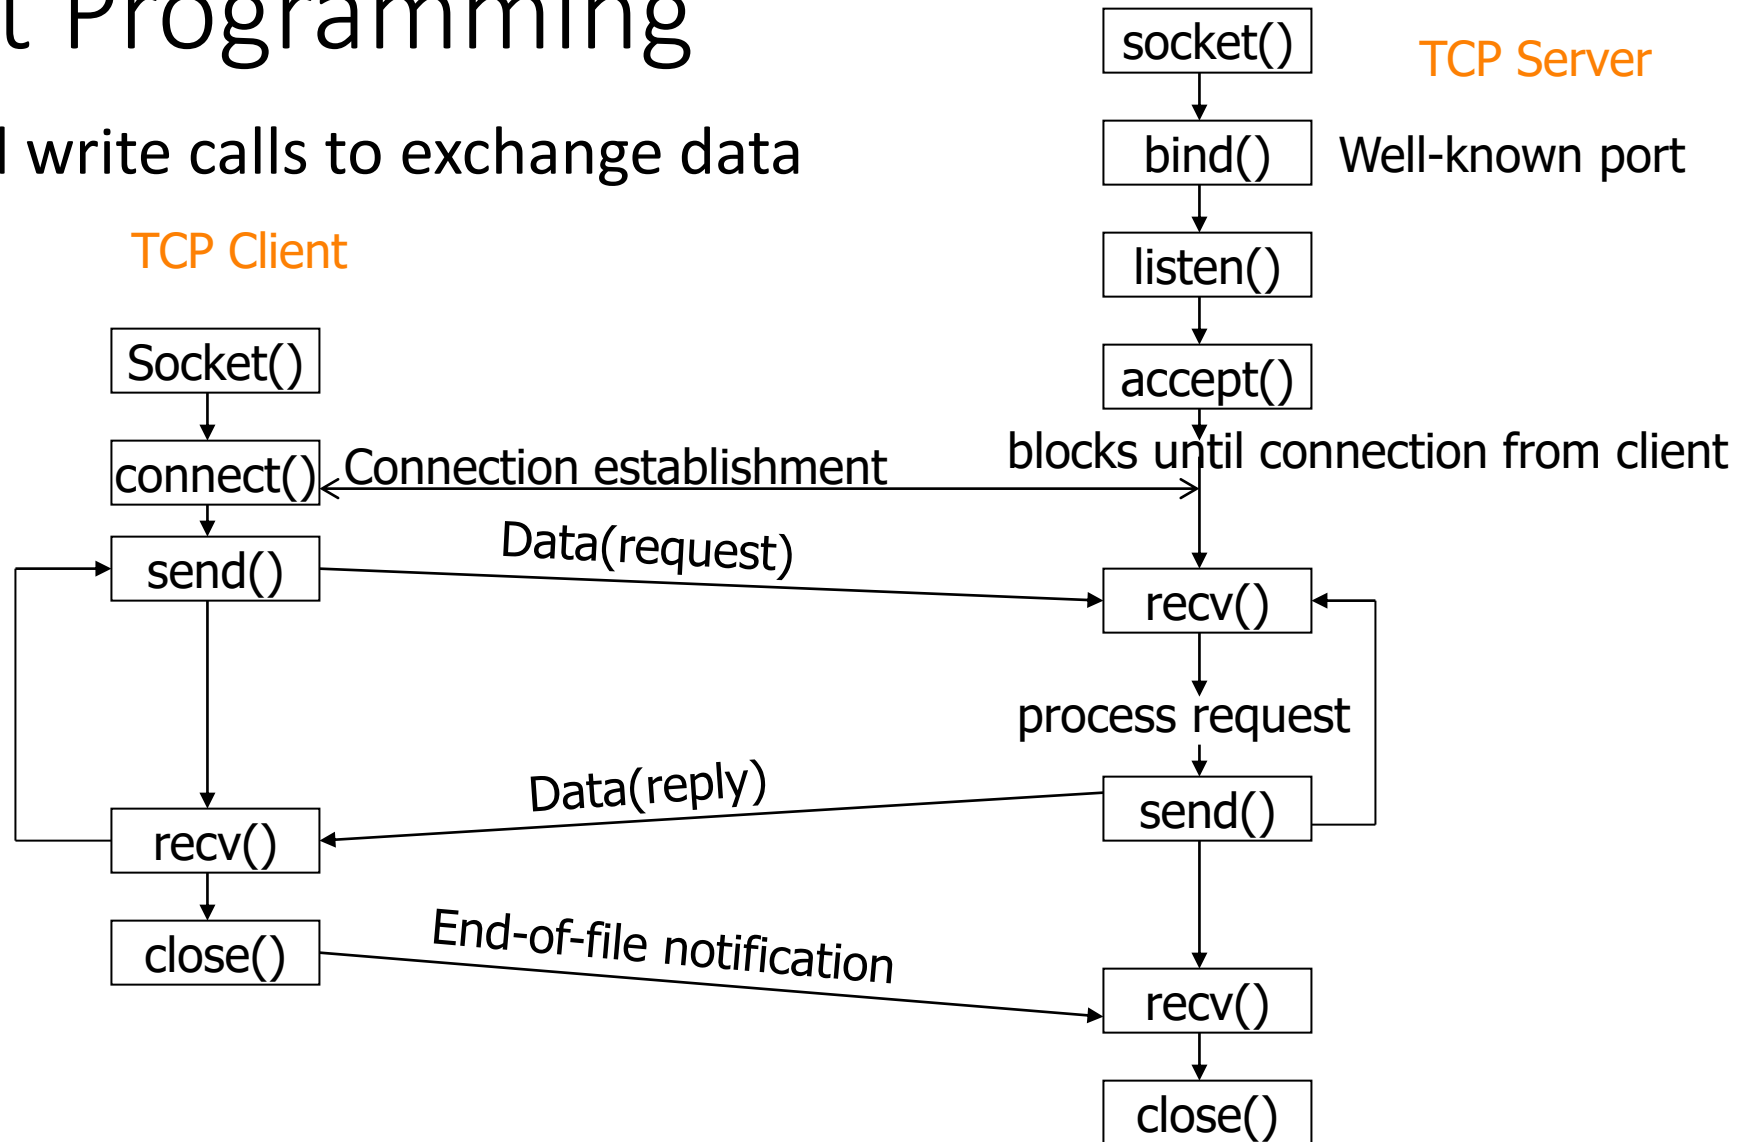 t Programming
write calls to exchange data
TCP Client
Socket()
connect()
Connection establishment
send()
Data(request)
recv()
Data(reply)
close()
End-of-file notification
TCP Server
socket()
bind()
Well-known port
listen()
accept()
blocks until connection from client
recv()
process request
send()
recv()
close()